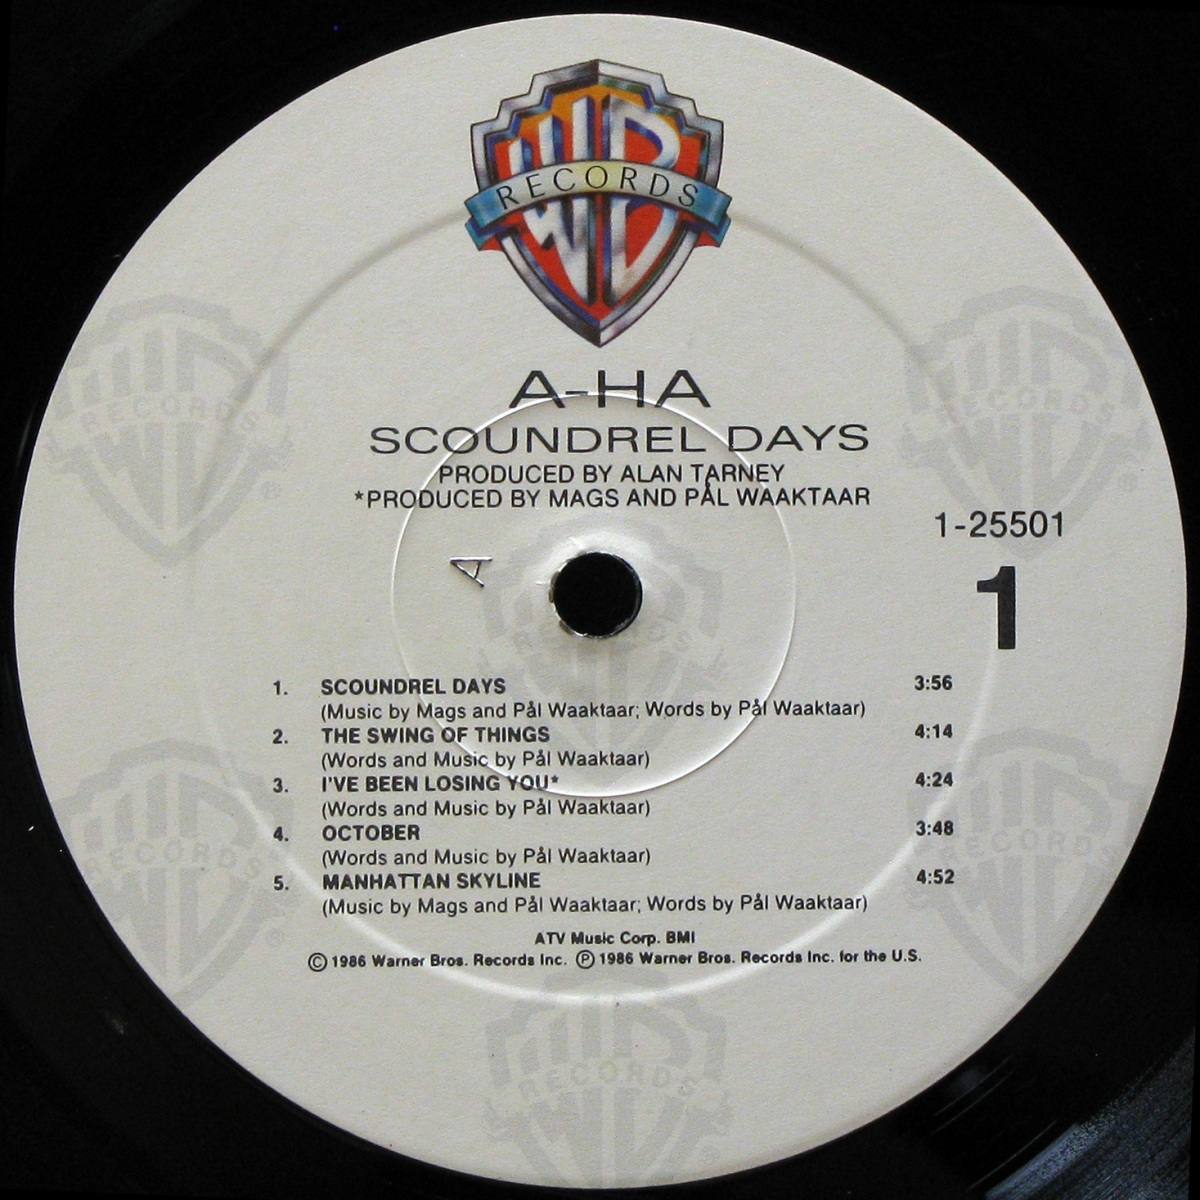 WB
RECORDS
A-HA
SCOUNDREL DAYS
PRODUCED BY ALAN TARNEY
*PRODUCED BY MAGS AND PÅL WAAKTAAR
1-25501
1
A
1. SCOUNDREL DAYS 3:56
(Music by Mags and Pål Waaktaar; Words by Pål Waaktaar)
2. THE SWING OF THINGS 4:14
(Words and Music by Pål Waaktaar)
3. I'VE BEEN LOSING YOU* 4:24
(Words and Music by Pål Waaktaar)
4. OCTOBER 3:48
(Words and Music by Pål Waaktaar)
5. MANHATTAN SKYLINE 4:52
(Music by Mags and Pål Waaktaar; Words by Pål Waaktaar)
ATV Music Corp. BMI
© 1986 Warner Bros. Records Inc. ℗ 1986 Warner Bros. Records Inc. for the U.S.